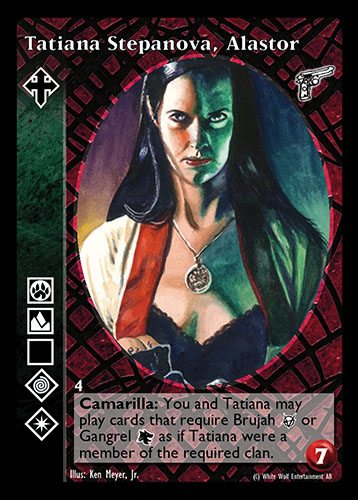 Tatiana Stepanova, Alastor
4
Camarilla: You and Tatiana may
play cards that require Brujah or
Gangrel as if Tatiana were a
member of the required clan.
7
Illus: Ken Meyer, Jr. (C) White Wolf Entertainment AB